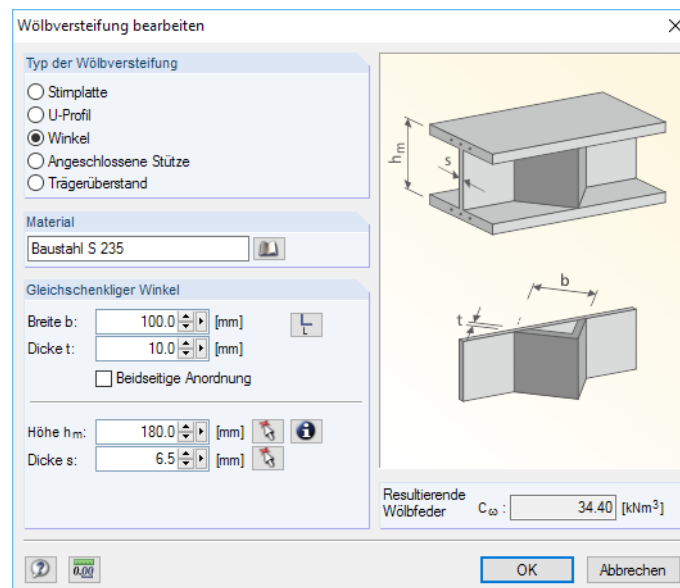 Wölbversteifung bearbeiten
Typ der Wölbversteifung
Stirnplatte
U-Profil
Winkel
Angeschlossene Stütze
Trägerüberstand
Material
Baustahl S 235
Gleichschenkliger Winkel
Breite b: 100.0 [mm]
Dicke t: 10.0 [mm]
L
Beidseitige Anordnung
Höhe hm: 180.0 [mm]
Dicke s: 6.5 [mm]
hm
s
b
t
Resultierende
Wölbfeder Cω : 34.40 [kNm³]
0.00
OK
Abbrechen